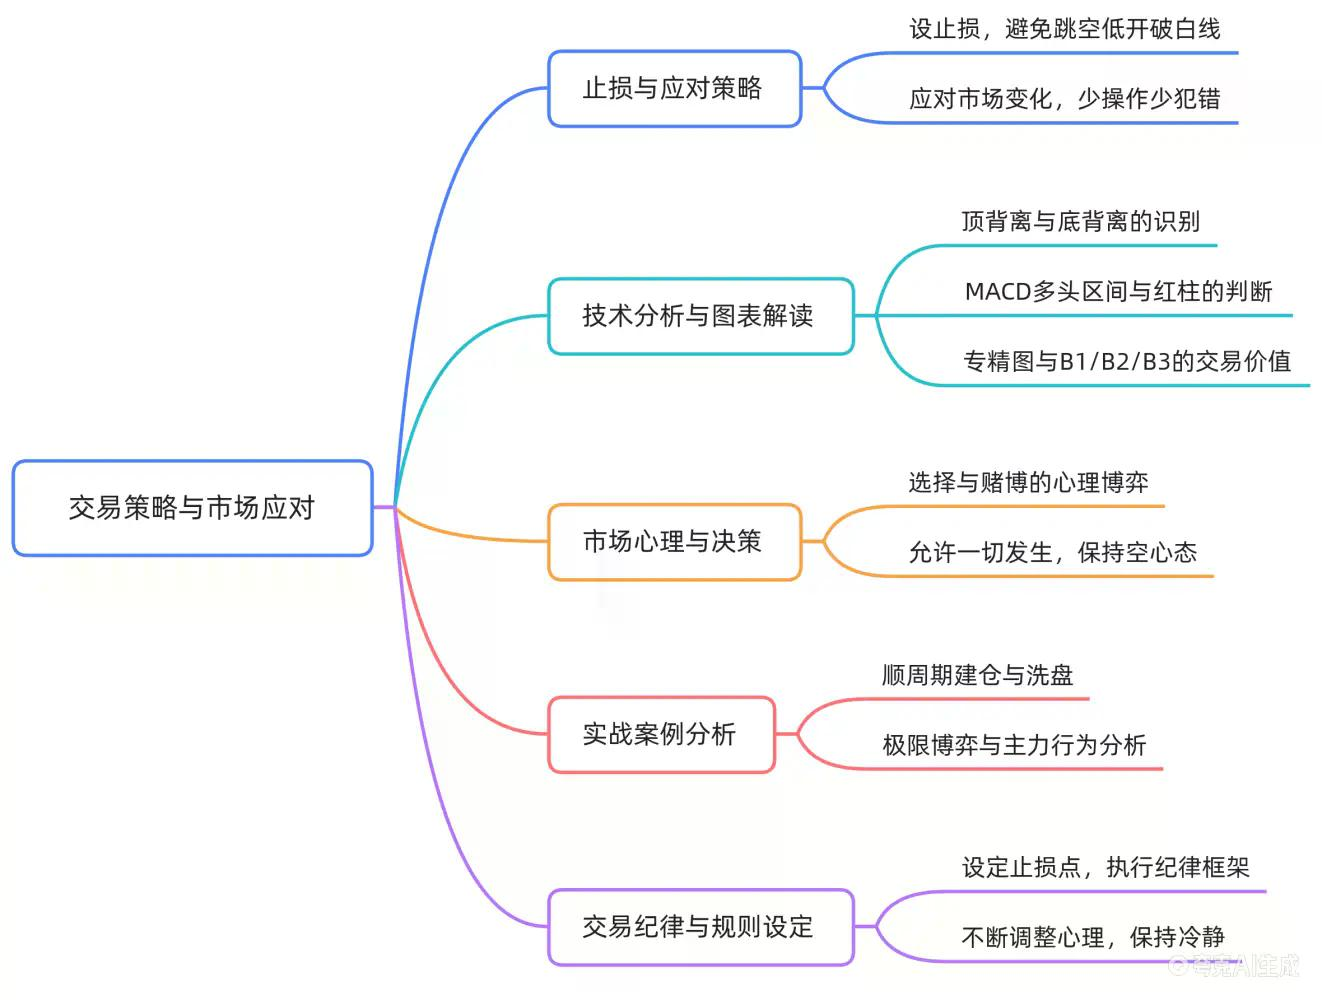 设止损，避免跳空低开破白线
止损与应对策略
应对市场变化，少操作少犯错
顶背离与底背离的识别
MACD多头区间与红柱的判断
技术分析与图表解读
专精图与B1/B2/B3的交易价值
选择与赌博的心理博弈
交易策略与市场应对
市场心理与决策
允许一切发生，保持空心态
顺周期建仓与洗盘
实战案例分析
极限博弈与主力行为分析
设定止损点，执行纪律框架
交易纪律与规则设定
不断调整心理，保持冷静
夸克AI生成